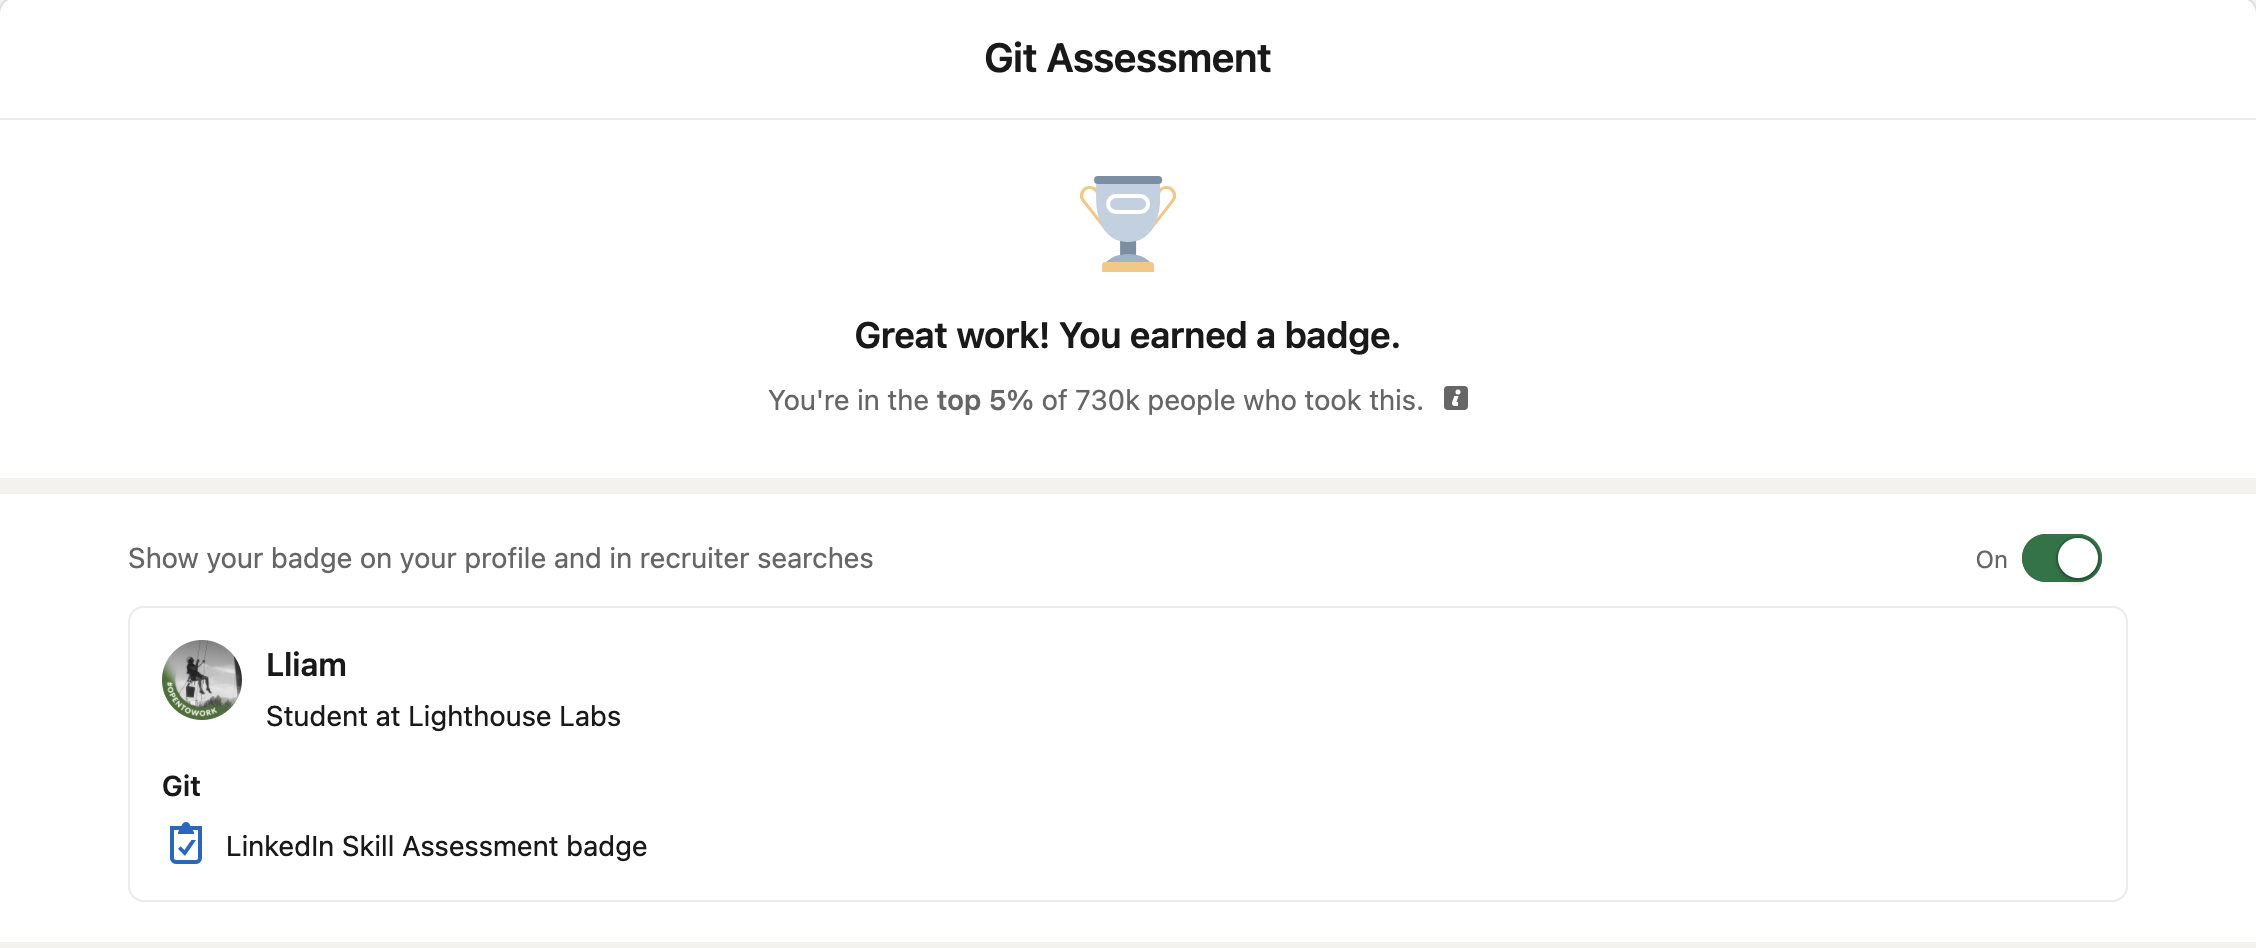 Git Assessment
Great work! You earned a badge.
You're in the top 5% of 730k people who took this. i
Show your badge on your profile and in recruiter searches
On
Lliam
Student at Lighthouse Labs
#OPENTOWORK
Git
LinkedIn Skill Assessment badge